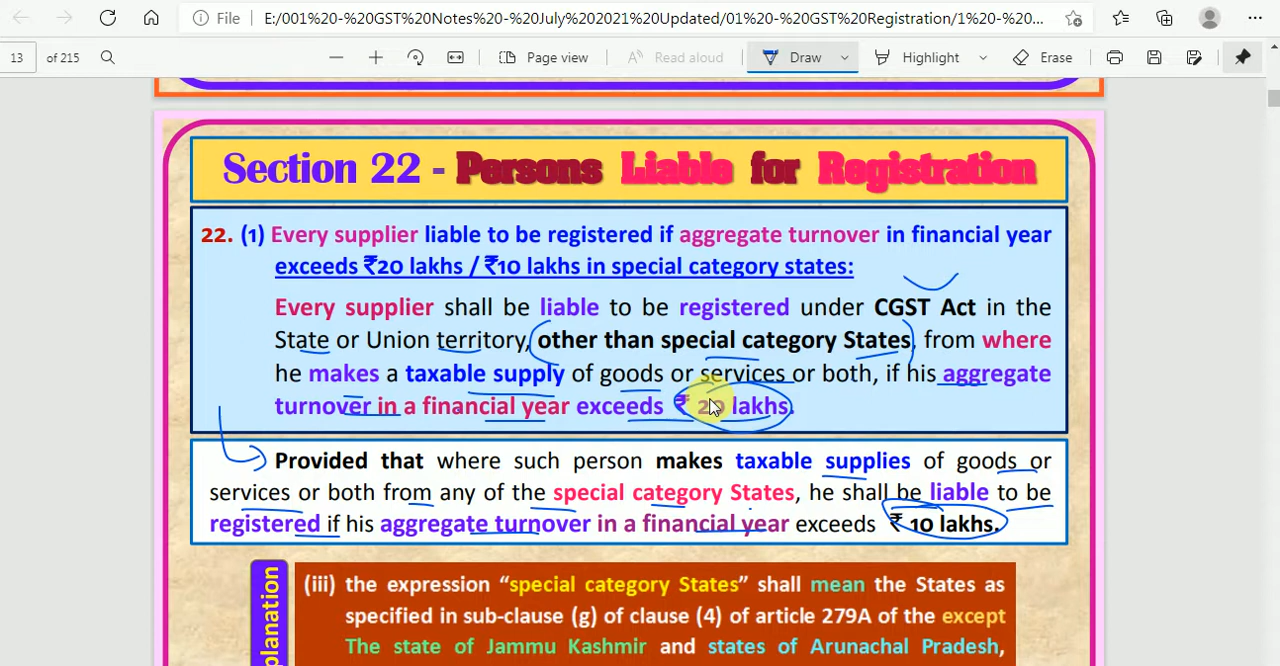 File
E:/001%20-%20GST%20Notes%20-%20July%202021%20Updated/01%20-%20GST%20Registration/1%20-%20...
13 of 215
Page view
Read aloud
Draw
Highlight
Erase
Section 22 - Persons Liable for Registration
22. (1) Every supplier liable to be registered if aggregate turnover in financial year
exceeds ₹20 lakhs / ₹10 lakhs in special category states:
Every supplier shall be liable to be registered under CGST Act in the
State or Union territory, other than special category States, from where
he makes a taxable supply of goods or services or both, if his aggregate
turnover in a financial year exceeds ₹ 20 lakhs.
Provided that where such person makes taxable supplies of goods or
services or both from any of the special category States, he shall be liable to be
registered if his aggregate turnover in a financial year exceeds ₹ 10 lakhs.
planation
(iii) the expression “special category States” shall mean the States as
specified in sub-clause (g) of clause (4) of article 279A of the except
The state of Jammu Kashmir and states of Arunachal Pradesh,